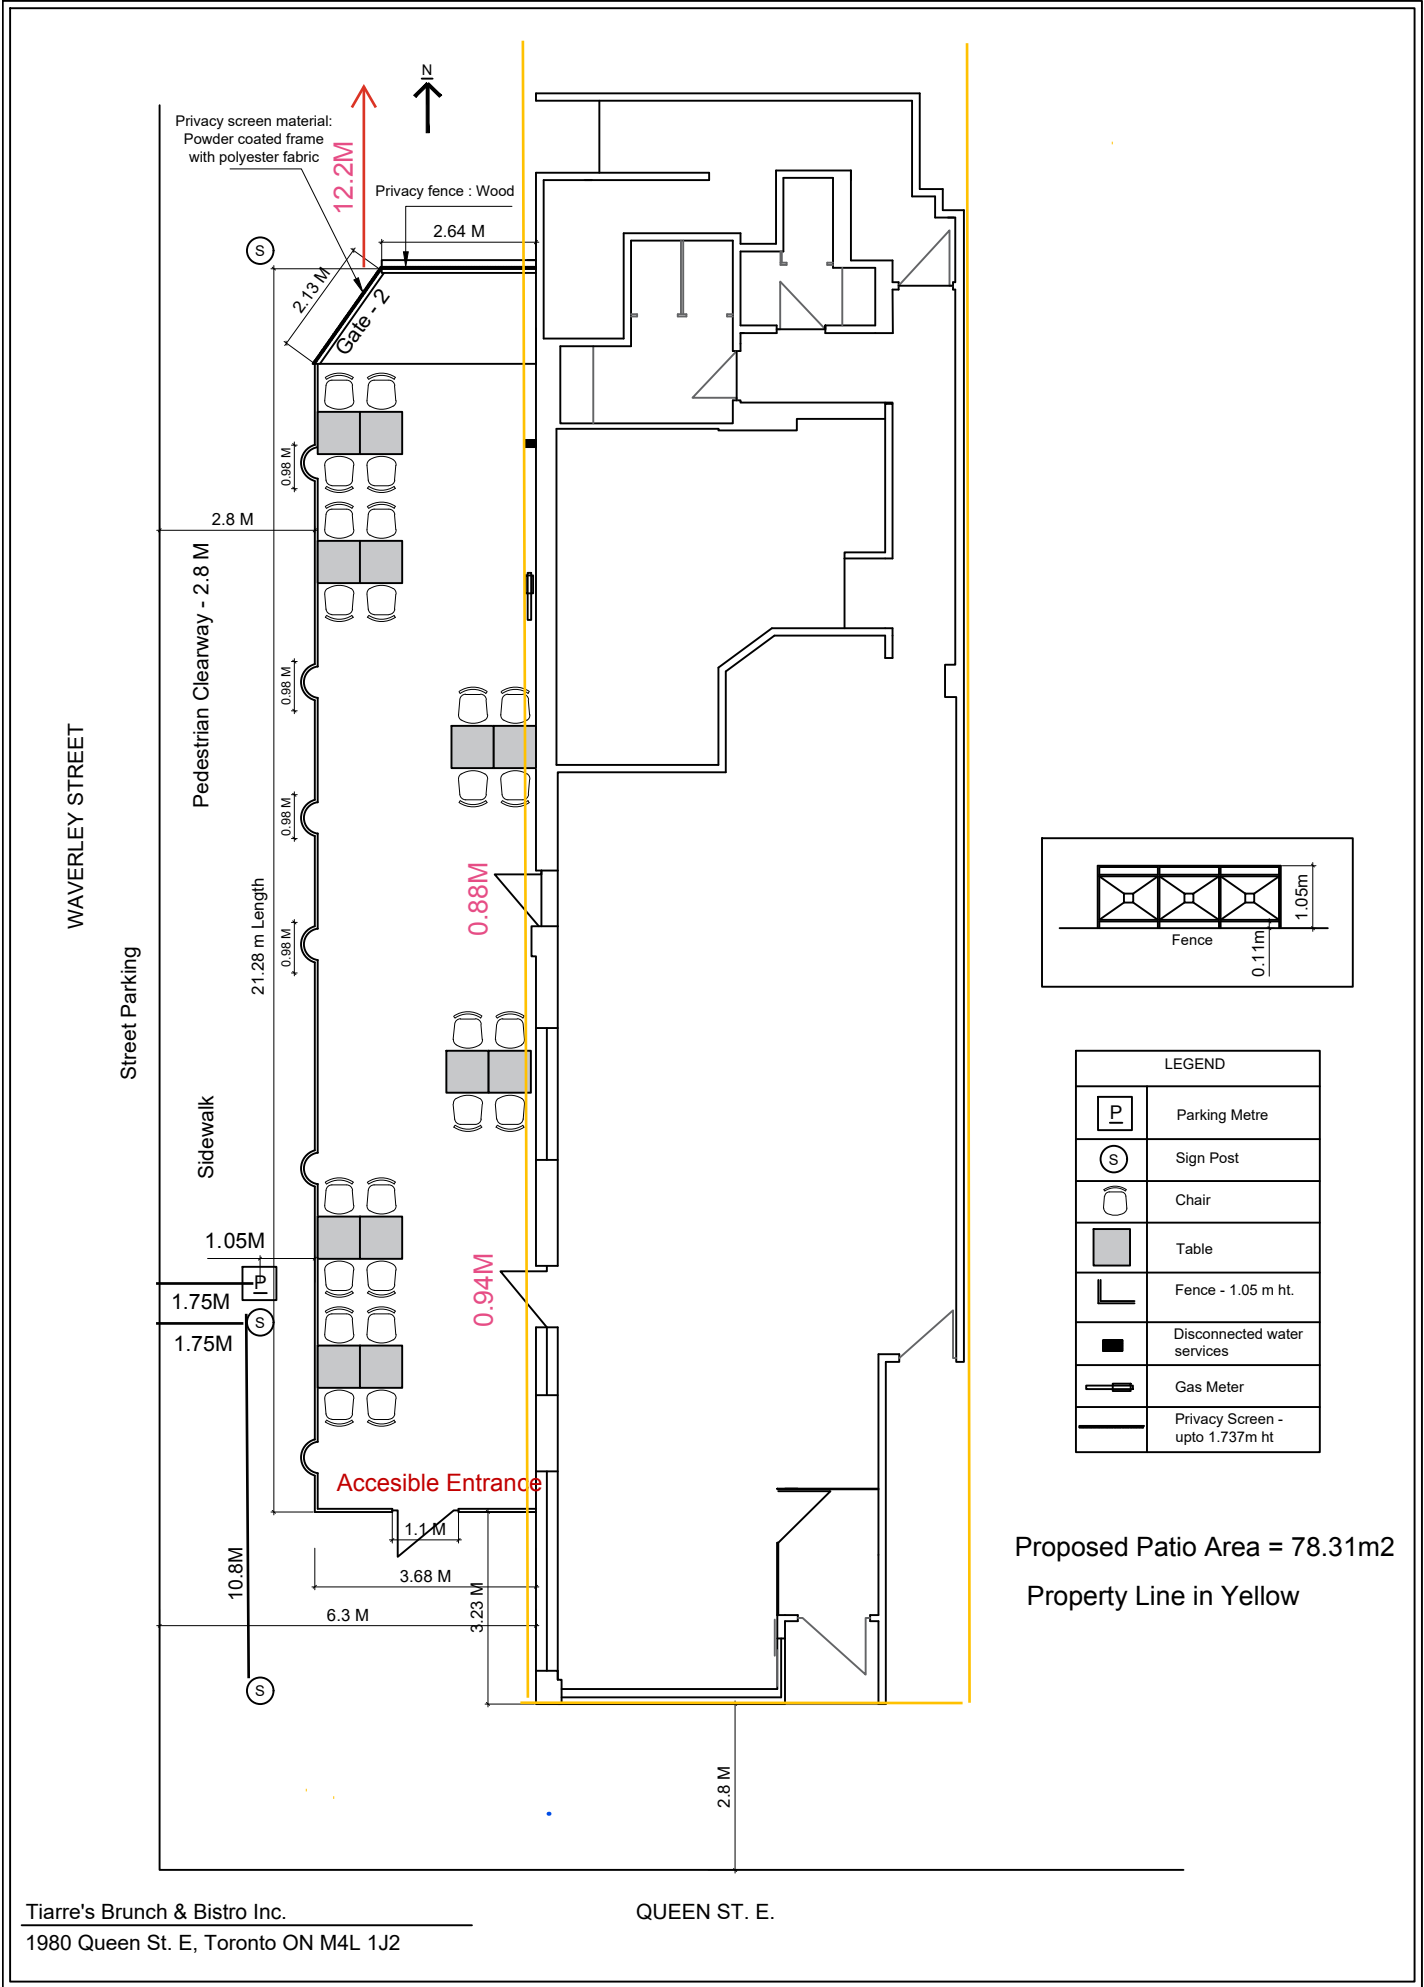 N
Privacy screen material:
Powder coated frame
with polyester fabric
12.2M
Privacy fence : Wood
2.64 M
S
2.13 M
Gate - 2
0.98 M
2.8 M
Pedestrian Clearway - 2.8 M
0.98 M
WAVERLEY STREET
0.98 M
0.88M
21.28 m Length
0.98 M
Street Parking
Sidewalk
1.05M
P
1.75M
S
1.75M
0.94M
Accesible Entrance
1.1 M
10.8M
3.68 M
3.23 M
6.3 M
S
2.8 M
1.05m
Fence
0.11m
LEGEND
P
Parking Metre
S
Sign Post
Chair
Table
Fence - 1.05 m ht.
Disconnected water
services
Gas Meter
Privacy Screen -
upto 1.737m ht
Proposed Patio Area = 78.31m2
Property Line in Yellow
Tiarre's Brunch & Bistro Inc.
1980 Queen St. E, Toronto ON M4L 1J2
QUEEN ST. E.